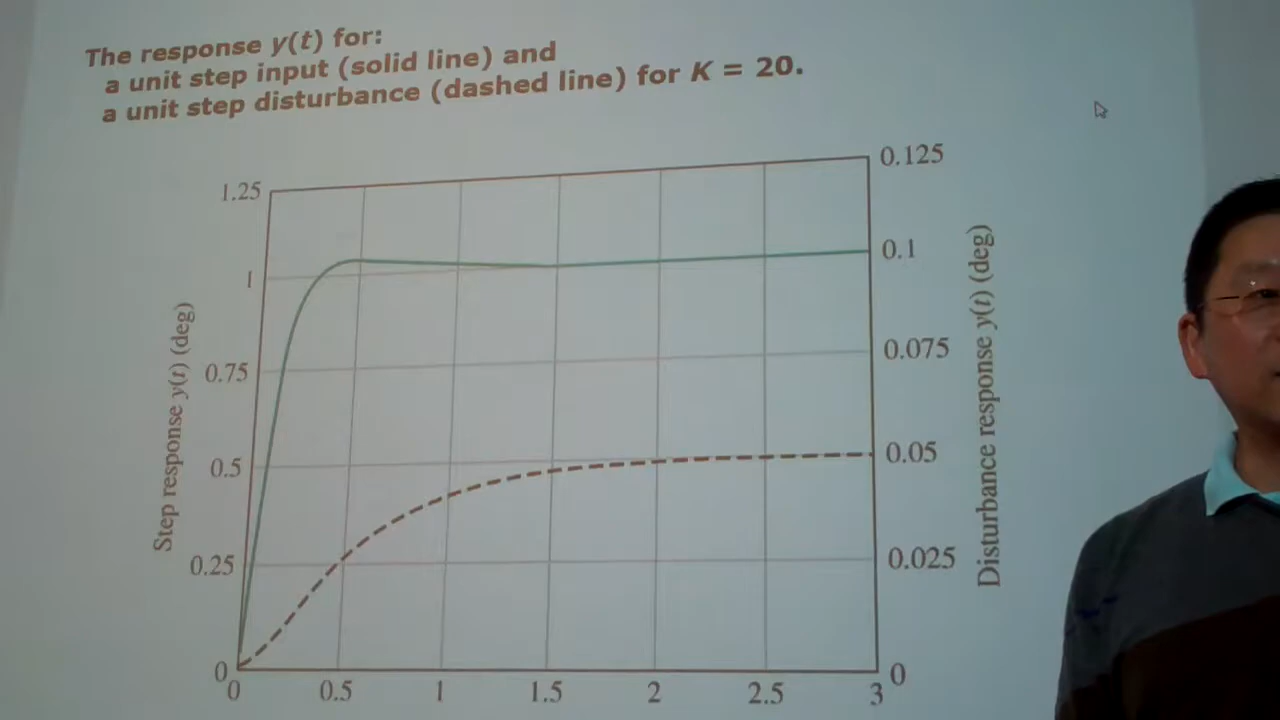 The response y(t) for:
a unit step input (solid line) and
a unit step disturbance (dashed line) for K = 20.
1.25
1
0.75
0.5
0.25
0
Step response y(t) (deg)
0.125
0.1
0.075
0.05
0.025
0
Disturbance response y(t) (deg)
0 0.5 1 1.5 2 2.5 3